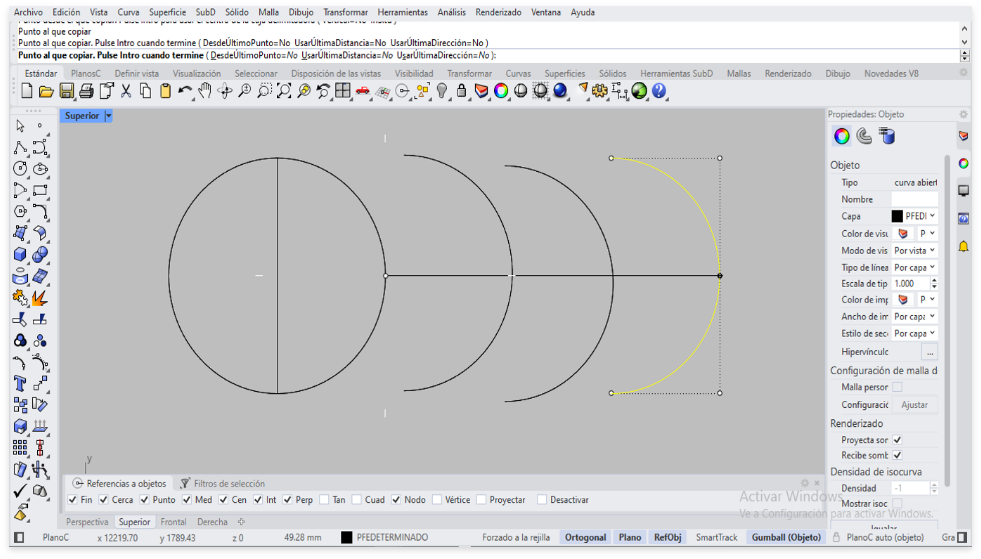 Archivo Edición Vista Curva Superficie SubD Sólido Malla Dibujo Transformar Herramientas Análisis Renderizado Ventana Ayuda
Punto al que copiar
Punto al que copiar. Pulse Intro cuando termine ( DesdeÚltimoPunto=No UsarÚltimaDistancia=No UsarÚltimaDirección=No )
Punto al que copiar. Pulse Intro cuando termine ( DesdeÚltimoPunto=No UsarÚltimaDistancia=No UsarÚltimaDirección=No ):
Estándar PlanosC Definir vista Visualización Seleccionar Disposición de las vistas Visibilidad Transformar Curvas Superficies Sólidos Herramientas SubD Mallas Renderizado Dibujo Novedades V8
Superior
Propiedades: Objeto
Objeto
Tipo curva abiert
Nombre
Capa PFEDI
Color de visu P
Modo de vis Por vista
Tipo de línea Por capa
Escala de tip 1.000
Color de imp P
Ancho de im Por capa
Estilo de sec Por capa
Hipervínculo ...
Configuración de malla d
Malla person
Configuració Ajustar
Renderizado
Proyecta son
Recibe somb
Densidad de isocurva
Densidad -1
Mostrar isoc
Igualar
y
Referencias a objetos Filtros de selección
Fin Cerca Punto Med Cen Int Perp Tan Cuad Nodo Vértice Proyectar Desactivar
Activar Windows
Ve a Configuración para activar Windows.
Perspectiva Superior Frontal Derecha
PlanoC x 12219.70 y 1789.43 z 0 49.28 mm PFEDETERMINADO Forzado a la rejilla Ortogonal Plano RefObj SmartTrack Gumball (Objeto) PlanoC auto (objeto) Gra